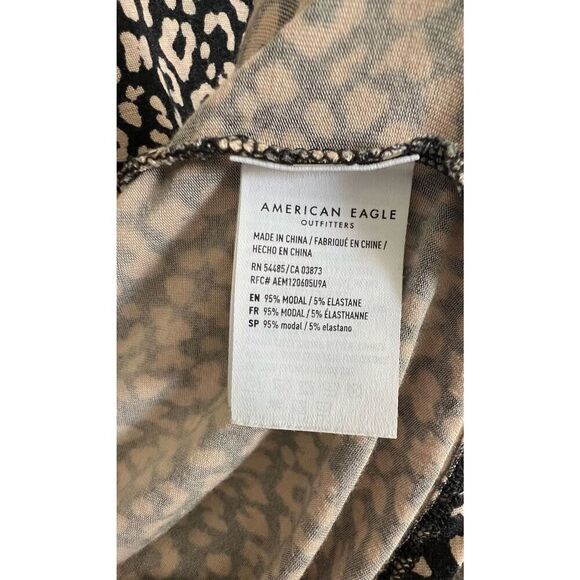 AMERICAN EAGLE
OUTFITTERS
MADE IN CHINA / FABRIQUÉ EN CHINE /
HECHO EN CHINA
RN 54485/CA 03873
RFC# AEM120605U9A
EN 95% MODAL / 5% ELASTANE
FR 95% MODAL / 5% ÉLASTHANNE
SP 95% modal / 5% elastano